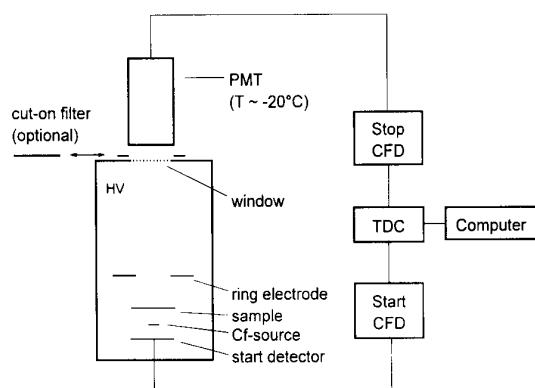 PMT
(T ~ -20°C)
cut-on filter
(optional)
Stop
CFD
HV
window
TDC
Computer
ring electrode
sample
Cf-source
start detector
Start
CFD